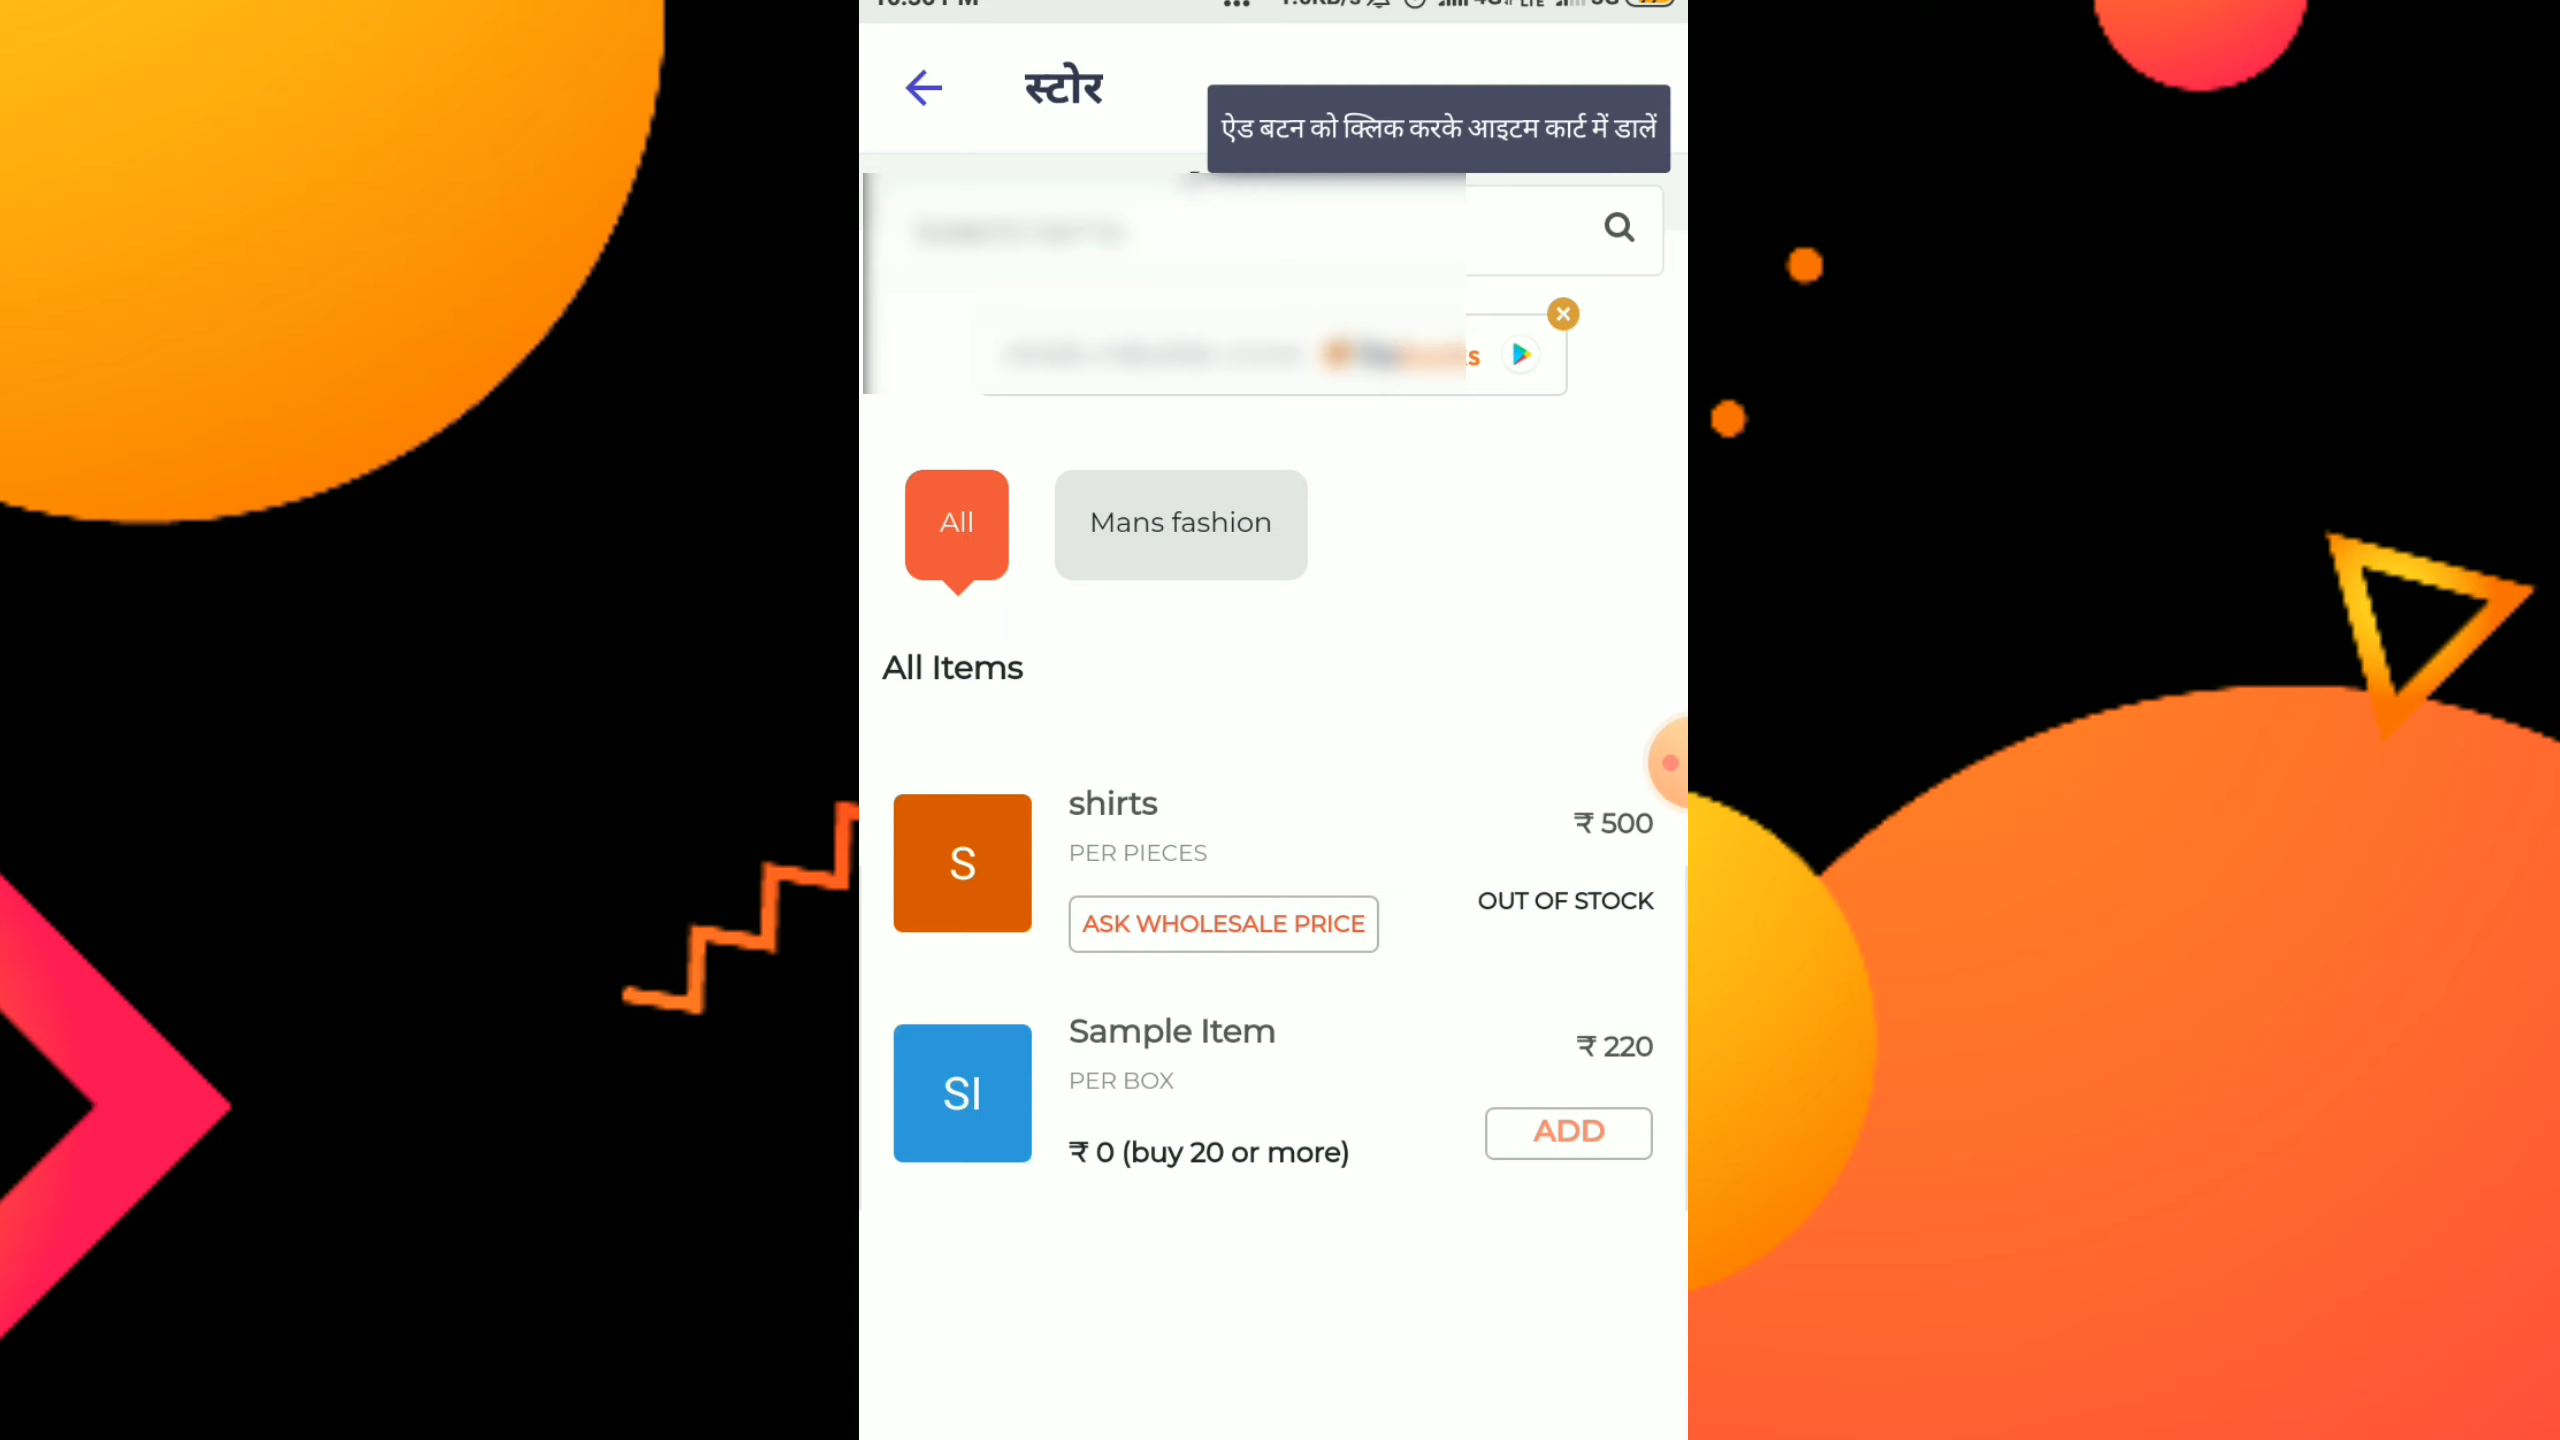 स्टोर
ऐड बटन को क्लिक करके आइटम कार्ट में डालें
All
Mans fashion
All Items
S
shirts
PER PIECES
₹ 500
ASK WHOLESALE PRICE
OUT OF STOCK
SI
Sample Item
PER BOX
₹ 220
₹ 0 (buy 20 or more)
ADD